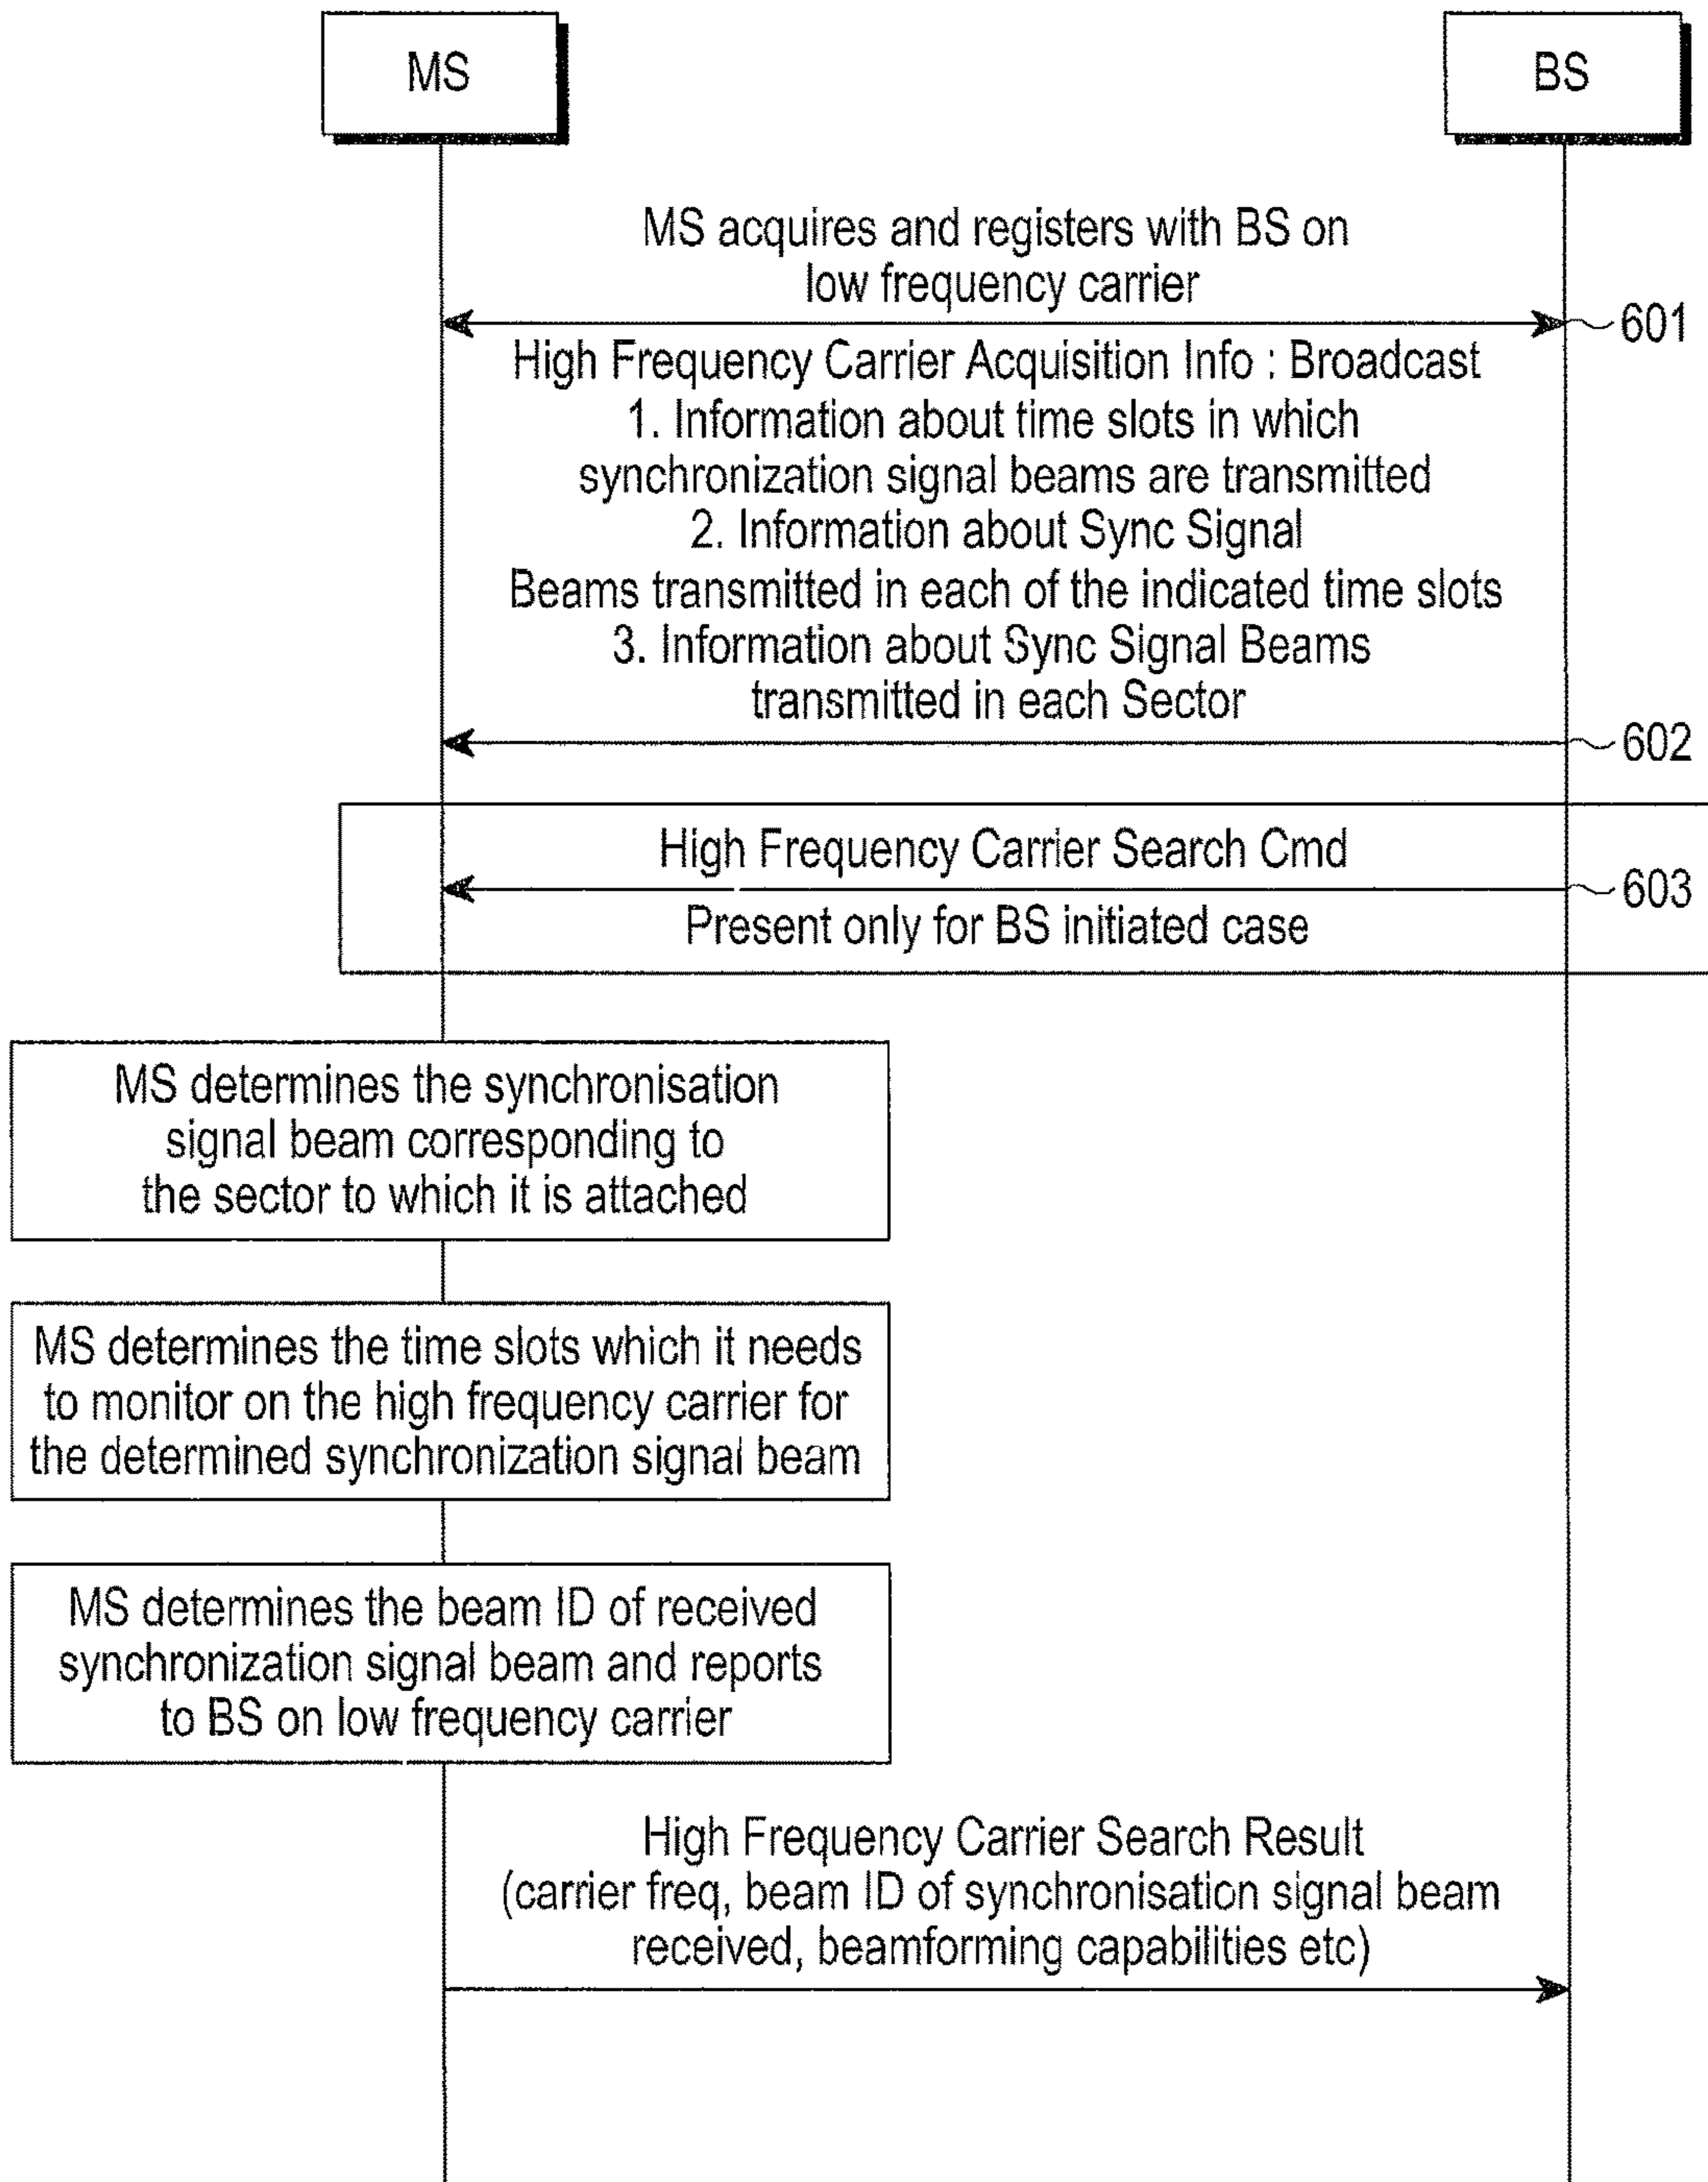 MS
BS
MS acquires and registers with BS on
low frequency carrier
601
High Frequency Carrier Acquisition Info : Broadcast
1. Information about time slots in which
synchronization signal beams are transmitted
2. Information about Sync Signal
Beams transmitted in each of the indicated time slots
3. Information about Sync Signal Beams
transmitted in each Sector
602
High Frequency Carrier Search Cmd
603
Present only for BS initiated case
MS determines the synchronisation
signal beam corresponding to
the sector to which it is attached
MS determines the time slots which it needs
to monitor on the high frequency carrier for
the determined synchronization signal beam
MS determines the beam ID of received
synchronization signal beam and reports
to BS on low frequency carrier
High Frequency Carrier Search Result
(carrier freq, beam ID of synchronisation signal beam
received, beamforming capabilities etc)